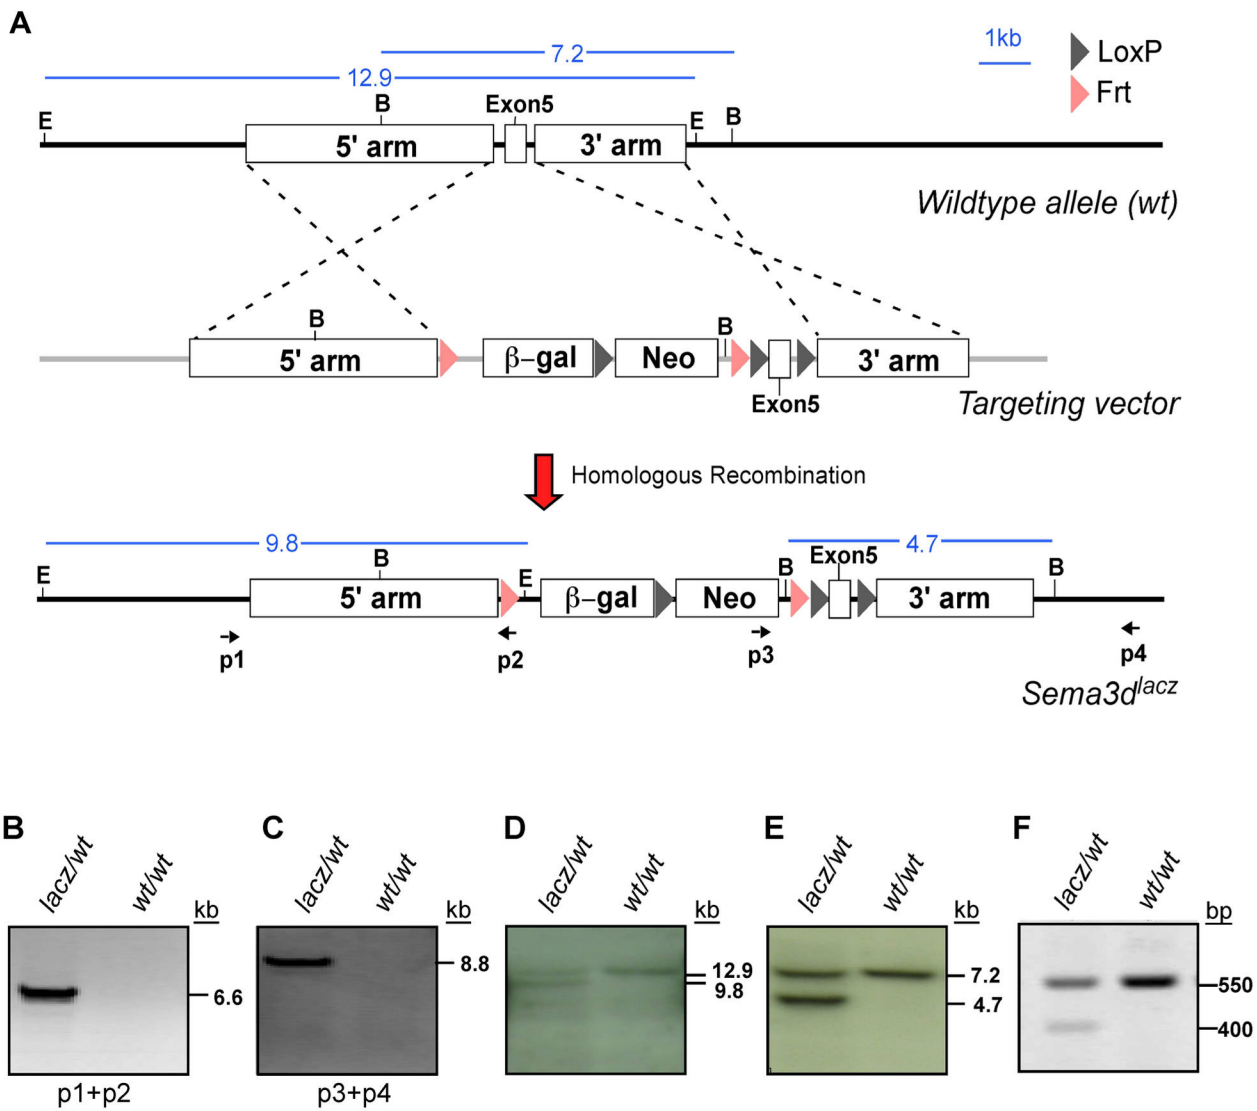 A
7.2
1kb
LoxP
12.9
Frt
B
Exon5
E
E
B
5' arm
3' arm
Wildtype allele (wt)
B
B
5' arm
β–gal
Neo
3' arm
Exon5
Targeting vector
Homologous Recombination
9.8
4.7
Exon5
B
E
E
B
B
5' arm
β–gal
Neo
3' arm
p1
p2
p3
p4
Sema3dlacz
B
lacz/wt
wt/wt
kb
6.6
p1+p2
C
lacz/wt
wt/wt
kb
8.8
p3+p4
D
lacz/wt
wt/wt
kb
12.9
9.8
E
lacz/wt
wt/wt
kb
7.2
4.7
F
lacz/wt
wt/wt
bp
550
400